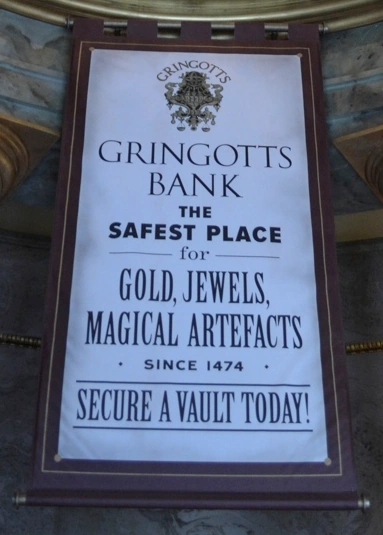 GRINGOTTS
GRINGOTTS
BANK
THE
SAFEST PLACE
for
GOLD, JEWELS,
MAGICAL ARTEFACTS
· SINCE 1474 ·
SECURE A VAULT TODAY!